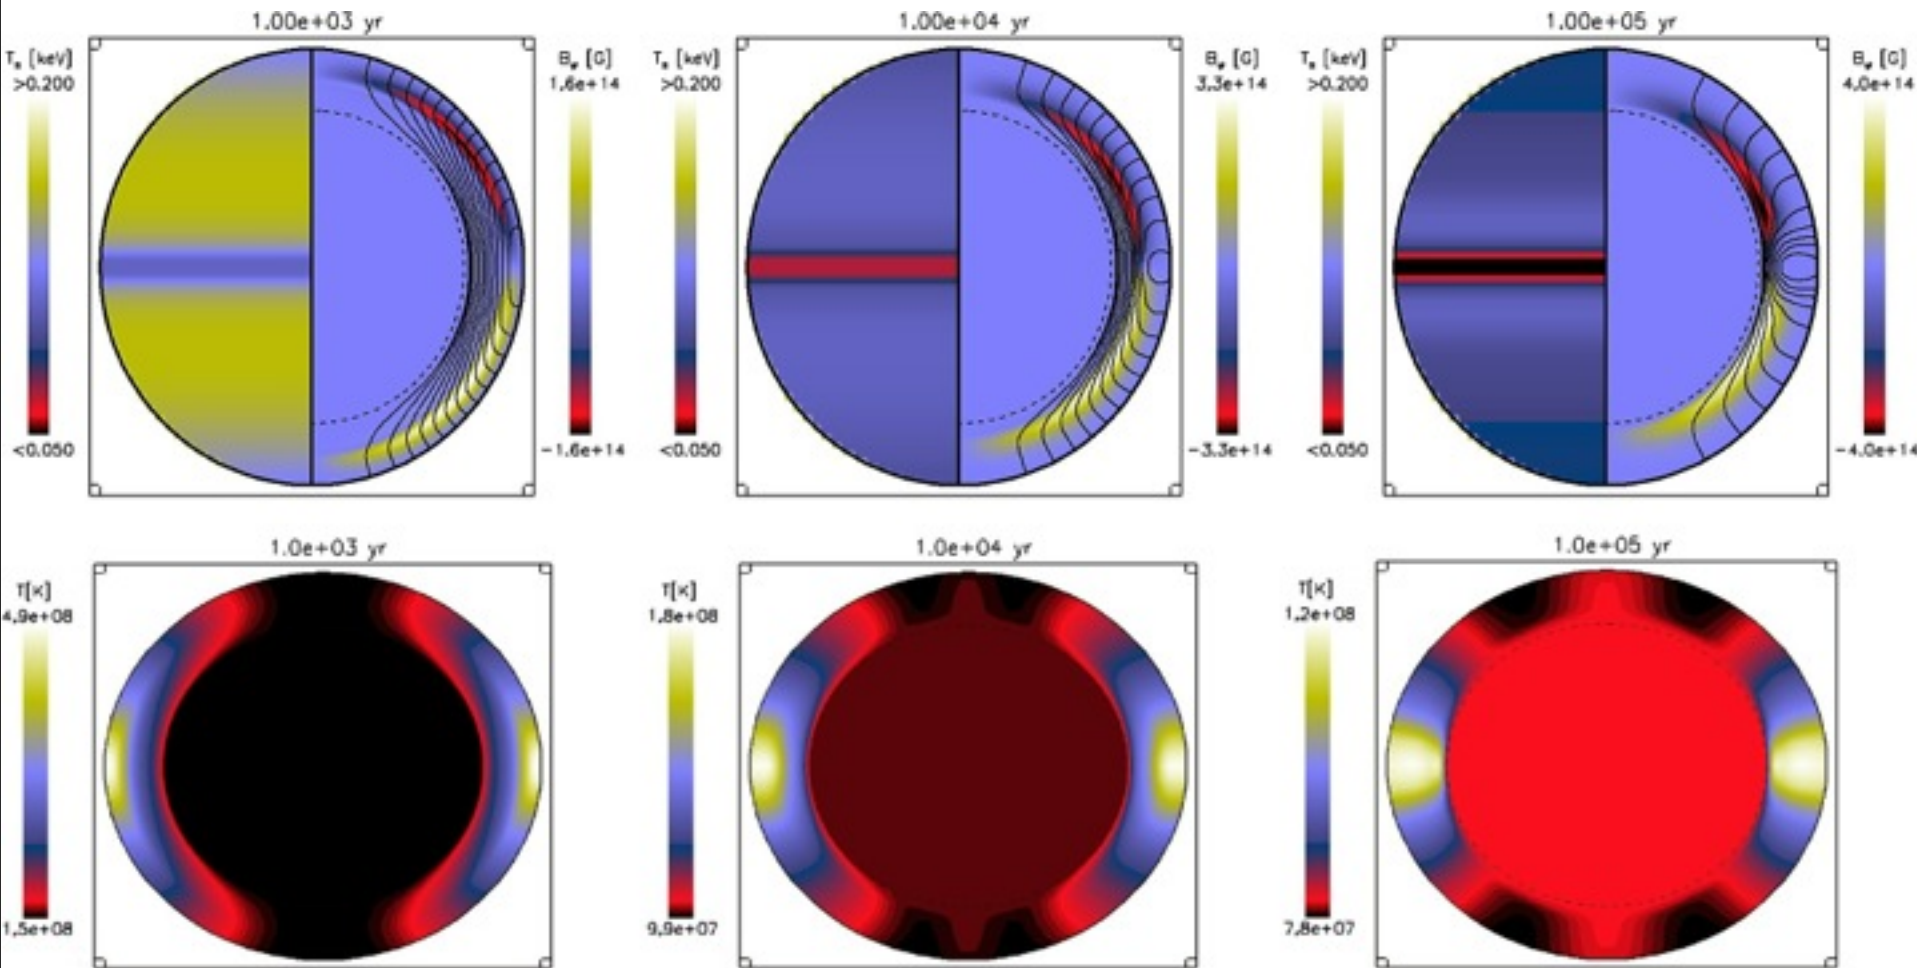 1.00e+03 yr
T_s [keV]
>0.200
<0.050
B_φ [G]
1.6e+14
−1.6e+14
1.00e+04 yr
T_s [keV]
>0.200
<0.050
B_φ [G]
3.3e+14
−3.3e+14
1.00e+05 yr
T_s [keV]
>0.200
<0.050
B_φ [G]
4.0e+14
−4.0e+14
1.0e+03 yr
T[K]
4.9e+08
1.5e+08
1.0e+04 yr
T[K]
1.8e+08
9.9e+07
1.0e+05 yr
T[K]
1.2e+08
7.8e+07